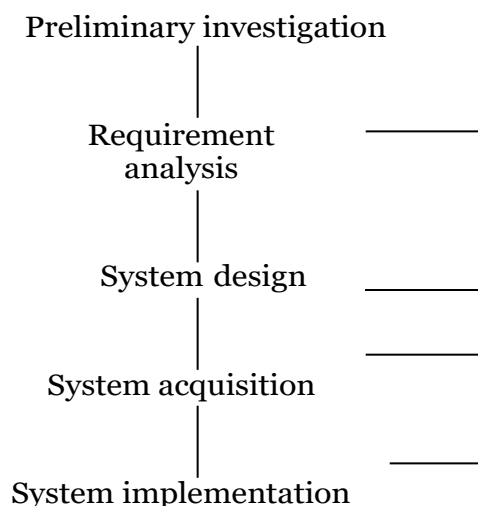 Preliminary investigation
Requirement
analysis
System design
System acquisition
System implementation